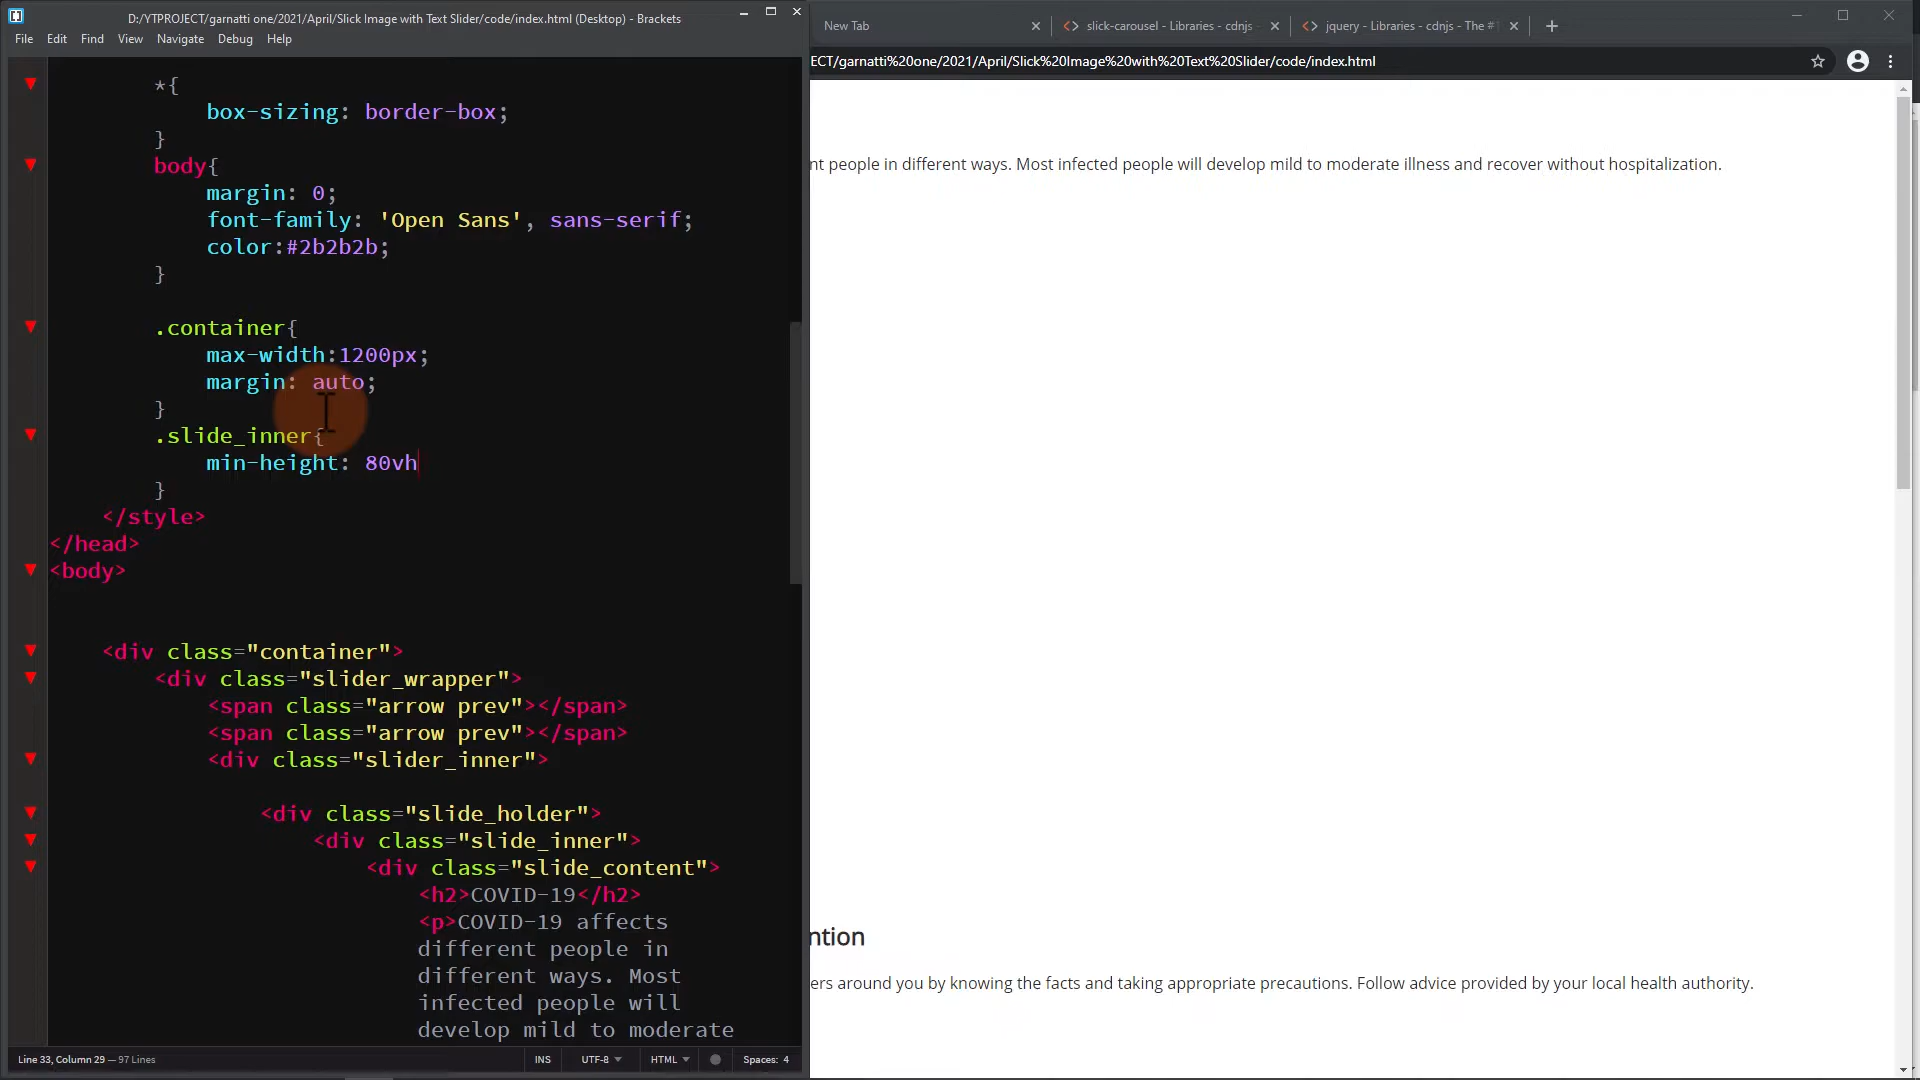 D:/YTPROJECT/garnatti one/2021/April/Slick Image with Text Slider/code/index.html (Desktop) - Brackets
File Edit Find View Navigate Debug Help
*{
box-sizing: border-box;
}
body{
margin: 0;
font-family: 'Open Sans', sans-serif;
color:#2b2b2b;
}
.container{
max-width:1200px;
margin: auto;
}
.slide_inner{
min-height: 80vh
}
</style>
</head>
<body>
<div class="container">
<div class="slider_wrapper">
<span class="arrow prev"></span>
<span class="arrow prev"></span>
<div class="slider_inner">
<div class="slide_holder">
<div class="slide_inner">
<div class="slide_content">
<h2>COVID-19</h2>
<p>COVID-19 affects
different people in
different ways. Most
infected people will
develop mild to moderate
Line 33, Column 29 — 97 Lines
INS UTF-8 HTML Spaces: 4
New Tab
slick-carousel - Libraries - cdnjs
jquery - Libraries - cdnjs - The #1
ECT/garnatti%20one/2021/April/Slick%20Image%20with%20Text%20Slider/code/index.html
nt people in different ways. Most infected people will develop mild to moderate illness and recover without hospitalization.
ntion
ers around you by knowing the facts and taking appropriate precautions. Follow advice provided by your local health authority.